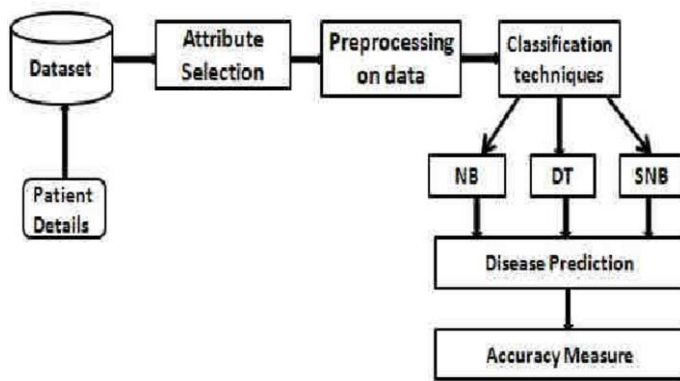 Dataset
Attribute
Selection
Preprocessing
on data
Classification
techniques
Patient
Details
NB
DT
SNB
Disease Prediction
Accuracy Measure